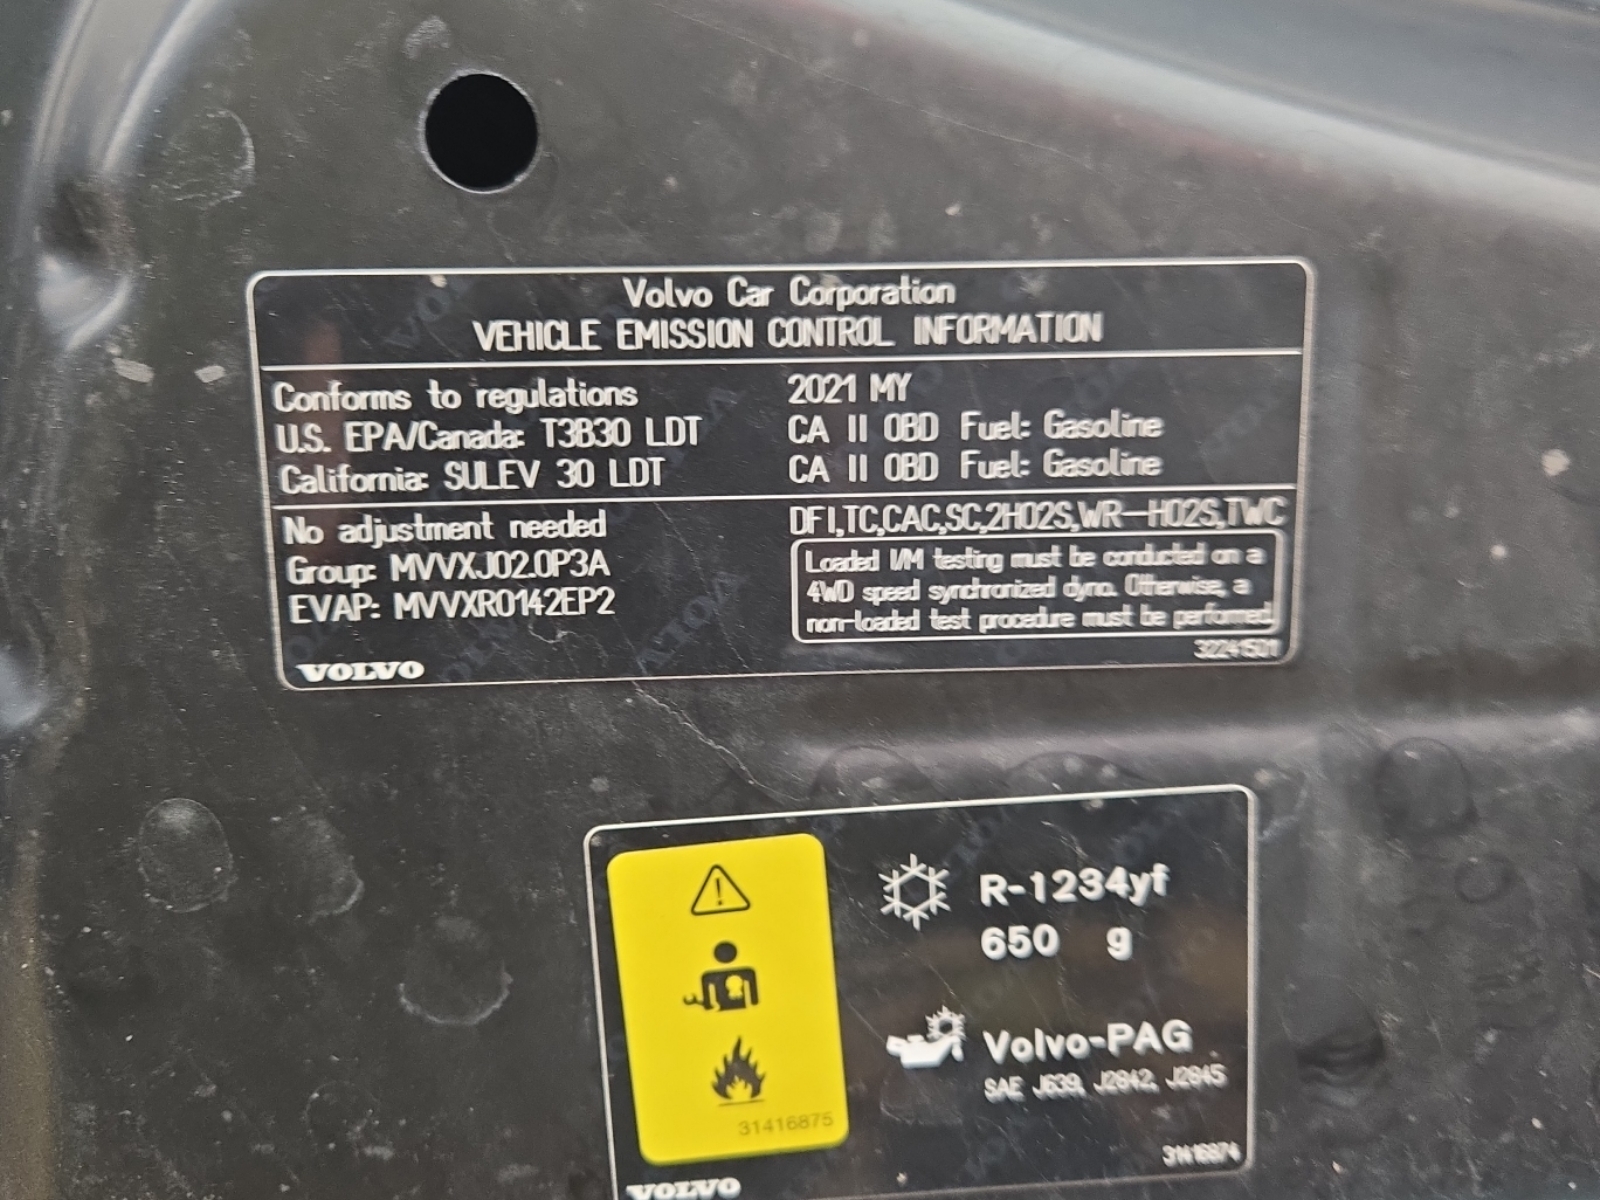 Volvo Car Corporation
VEHICLE EMISSION CONTROL INFORMATION
Conforms to regulations 2021 MY
U.S. EPA/Canada: T3B30 LDT CA II OBD Fuel: Gasoline
California: SULEV 30 LDT CA II OBD Fuel: Gasoline
No adjustment needed DFI,TC,CAC,SC,2HO2S,WR-HO2S,TWC
Group: MVVXJ02.0P3A
EVAP: MVVXR0142EP2
Loaded I/M testing must be conducted on a
4WD speed synchronized dyno. Otherwise, a
non-loaded test procedure must be performed.
32241501
VOLVO
R-1234yf
650 g
Volvo-PAG
SAE J639, J2842, J2845
31416875
31416874
VOLVO